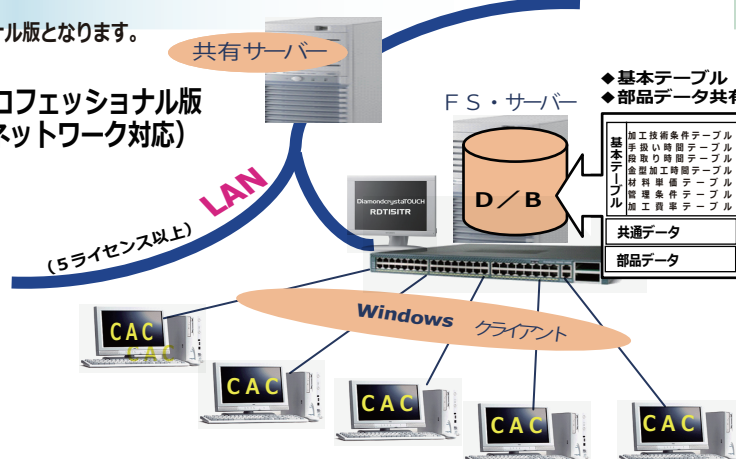 ナル版となります。
共有サーバー
ロフェッショナル版
ネットワーク対応）
LAN
（5ライセンス以上）
ＦＳ・サーバー
D／B
DiamondcrystaTOUCH
RDT151TR
◆基本テーブル
◆部品データ共有
基本テーブル
加工技術条件テーブル
手扱い時間テーブル
段取り時間テーブル
金型加工時間テーブル
材料単価テーブル
管理条件テーブル
加工費率テーブル
共通データ
部品データ
Windows クライアント
CAC
CAC
CAC
CAC
CAC
CAC